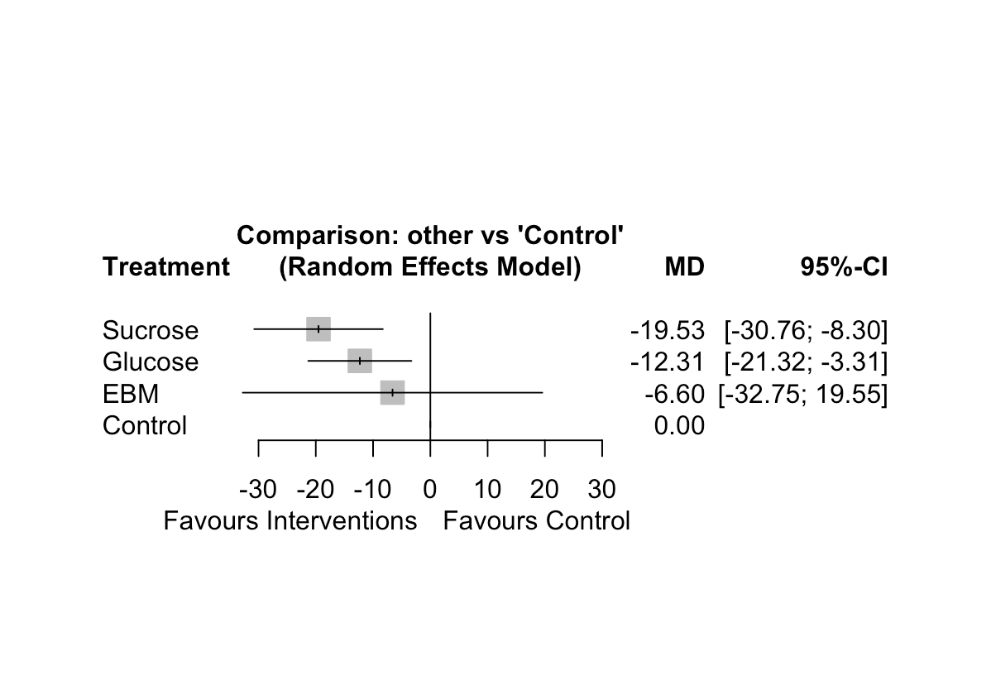 Comparison: other vs 'Control'
Treatment (Random Effects Model) MD 95%-CI
Sucrose -19.53 [-30.76; -8.30]
Glucose -12.31 [-21.32; -3.31]
EBM -6.60 [-32.75; 19.55]
Control 0.00
-30 -20 -10 0 10 20 30
Favours Interventions Favours Control